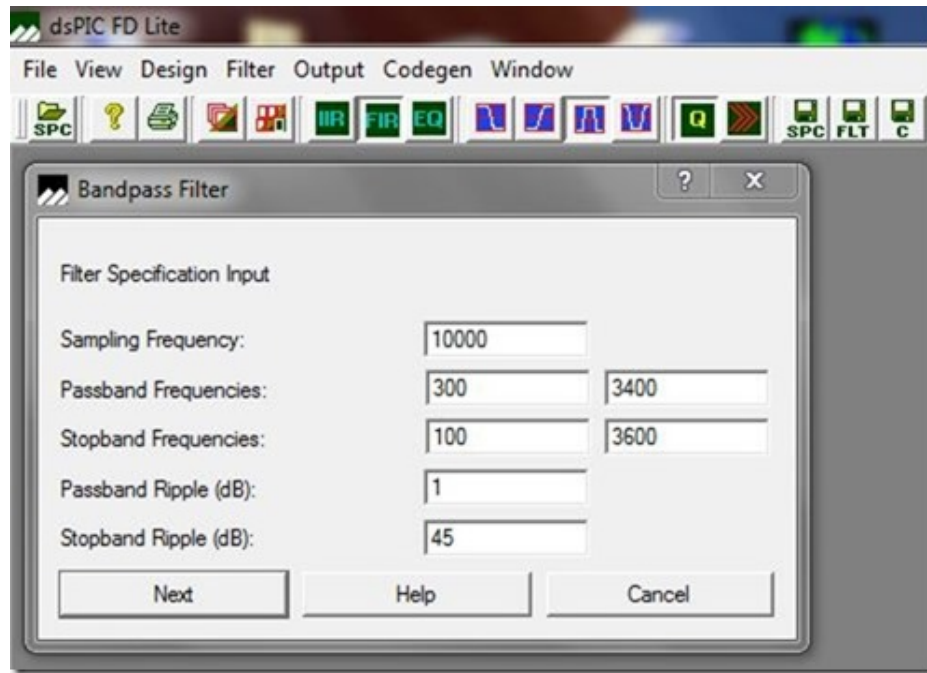 dsPIC FD Lite
File View Design Filter Output Codegen Window
SPC ? IIR FIR EQ Q SPC FLT C
Bandpass Filter ? X
Filter Specification Input
Sampling Frequency: 10000
Passband Frequencies: 300 3400
Stopband Frequencies: 100 3600
Passband Ripple (dB): 1
Stopband Ripple (dB): 45
Next Help Cancel